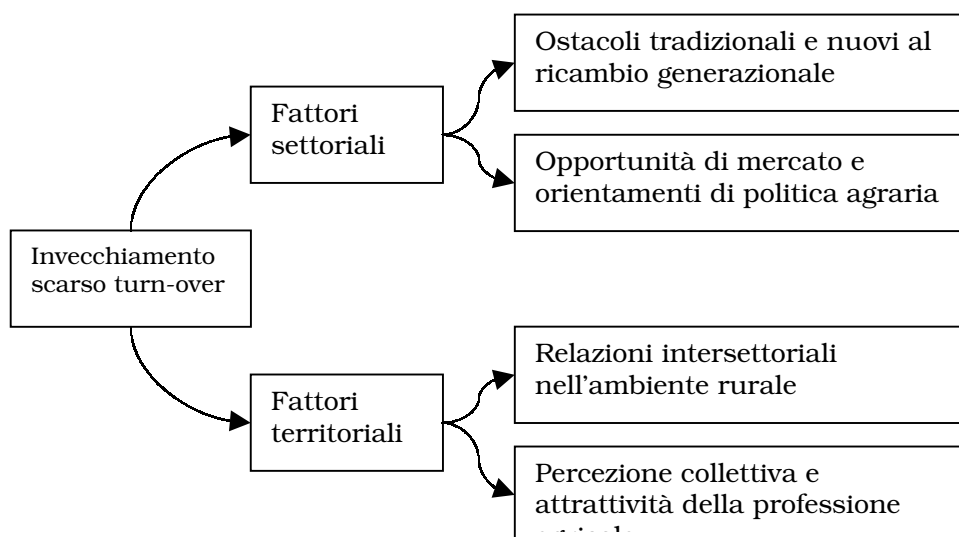 Ostacoli tradizionali e nuovi al
ricambio generazionale
Fattori
settoriali
Opportunità di mercato e
orientamenti di politica agraria
Invecchiamento
scarso turn-over
Relazioni intersettoriali
nell'ambiente rurale
Fattori
territoriali
Percezione collettiva e
attrattività della professione